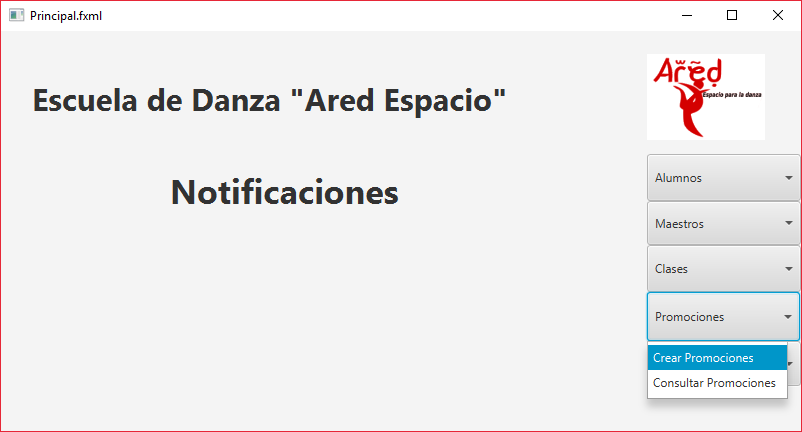 Principal.fxml
Escuela de Danza "Ared Espacio"
Ared
Espacio para la danza
Notificaciones
Alumnos
Maestros
Clases
Promociones
Crear Promociones
Consultar Promociones